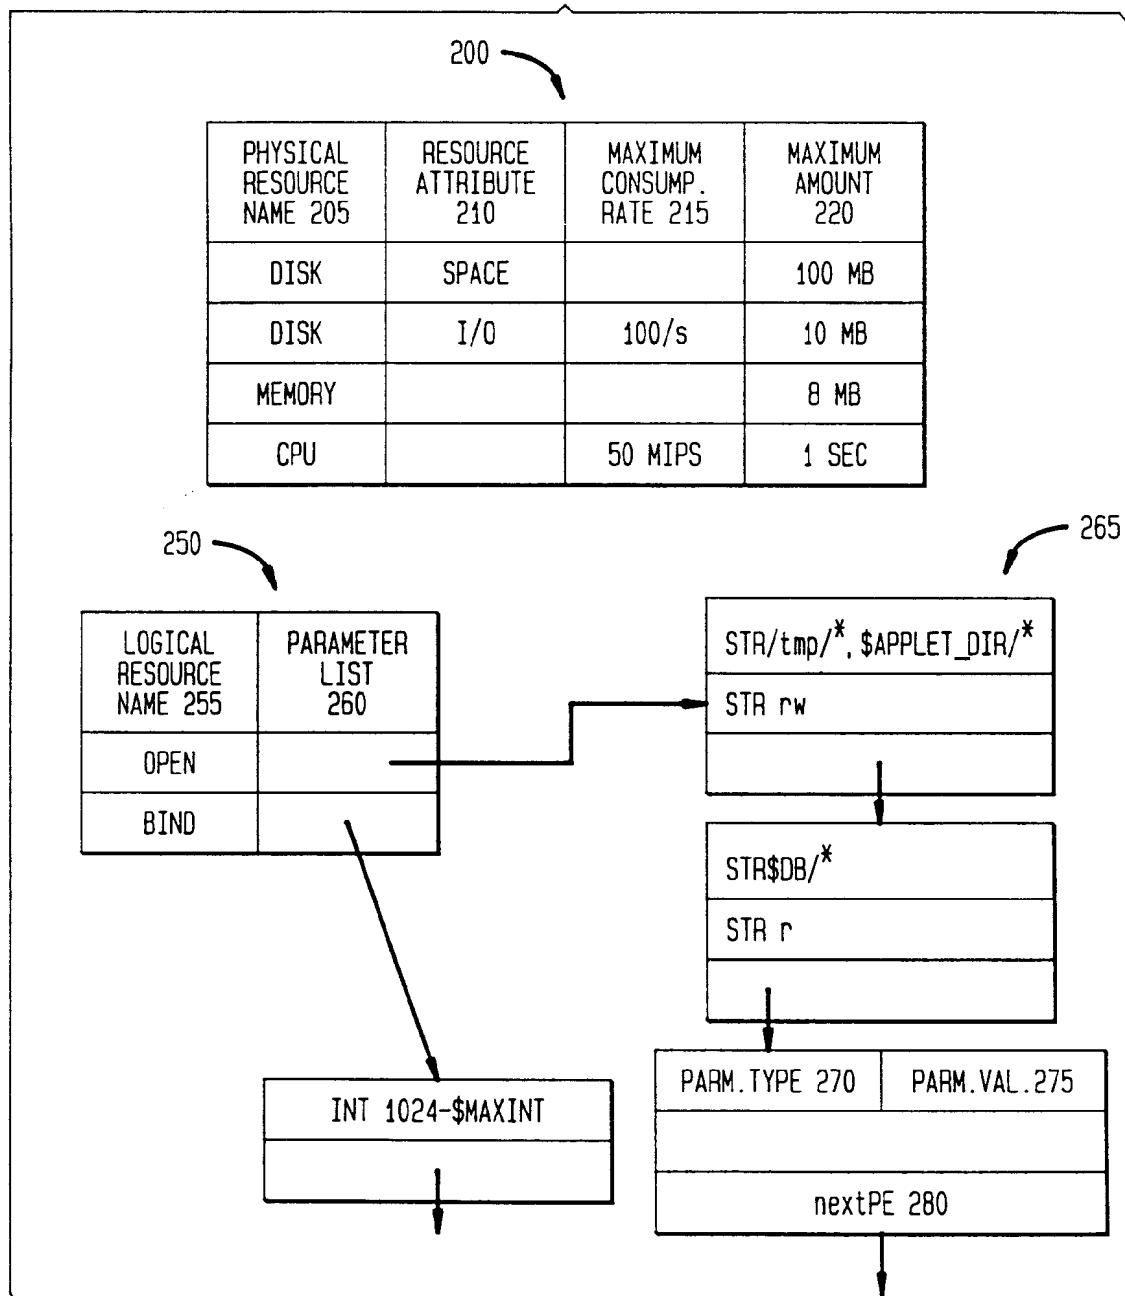 200
PHYSICAL RESOURCE NAME 205 RESOURCE ATTRIBUTE 210 MAXIMUM CONSUMP. RATE 215 MAXIMUM AMOUNT 220
DISK SPACE 100 MB
DISK I/O 100/s 10 MB
MEMORY 8 MB
CPU 50 MIPS 1 SEC
250
LOGICAL RESOURCE NAME 255 PARAMETER LIST 260
OPEN
BIND
INT 1024-$MAXINT
265
STR/tmp/*, $APPLET_DIR/*
STR rw
STR$DB/*
STR r
PARM.TYPE 270 PARM.VAL.275
nextPE 280